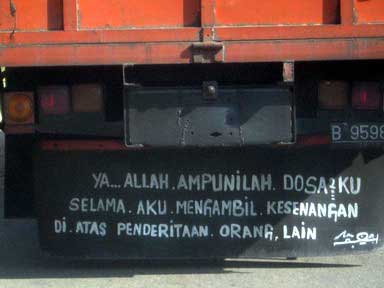 B 9598
YA... ALLAH. AMPUNILAH. DOSA2KU
SELAMA. AKU. MENGAMBIL. KESENANGAN
DI. ATAS PENDERITAAN. ORANG, LAIN